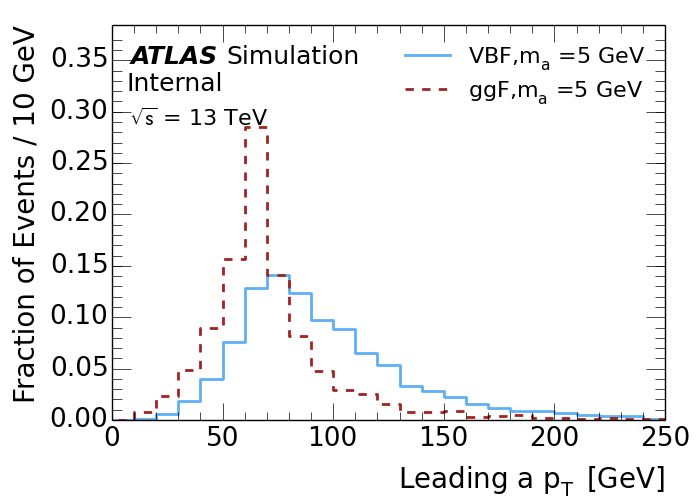 ATLAS Simulation
Internal
√s = 13 TeV
VBF,mₐ =5 GeV
ggF,mₐ =5 GeV
Fraction of Events / 10 GeV
0.35
0.30
0.25
0.20
0.15
0.10
0.05
0.00
0 50 100 150 200 250
Leading a p_T [GeV]